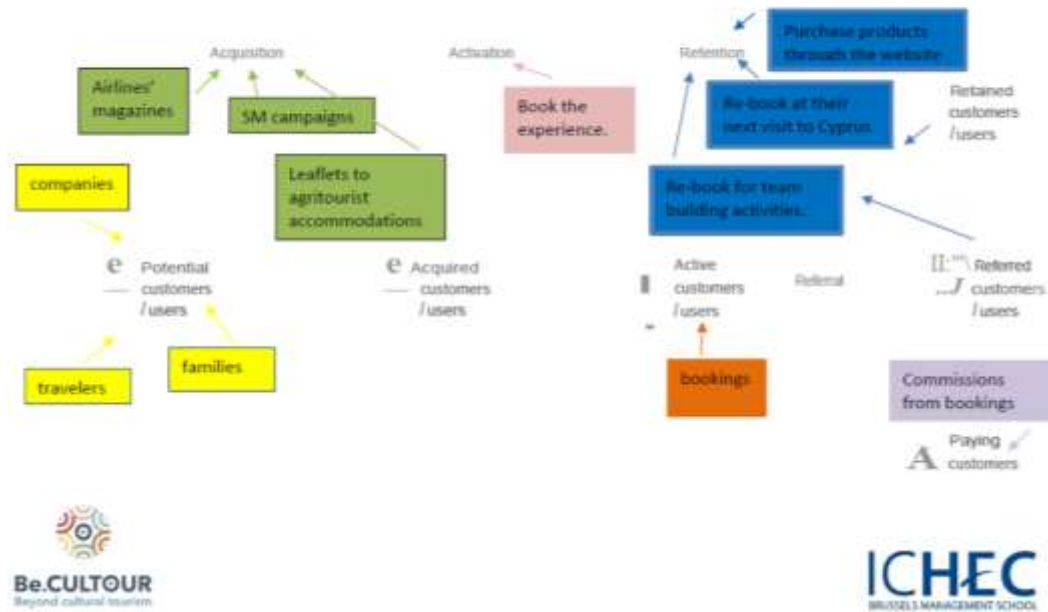 Purchase products
through the website
Acquisition
Activation
Retention
Airlines'
magazines
SM campaigns
Book the
experience.
Re-book at their
next visit to Cyprus
Retained
customers
/users
companies
Leaflets to
agritourist
accommodations
Re-book for team
building activities.
e Potential
customers
/users
e Acquired
customers
/users
Active
customers
/users
Referral
Referred
customers
/users
travelers
families
bookings
Commissions
from bookings
A Playing
customers
Be.CULTOUR
Beyond cultural tourism
ICHEC
BRUSSELS MANAGEMENT SCHOOL